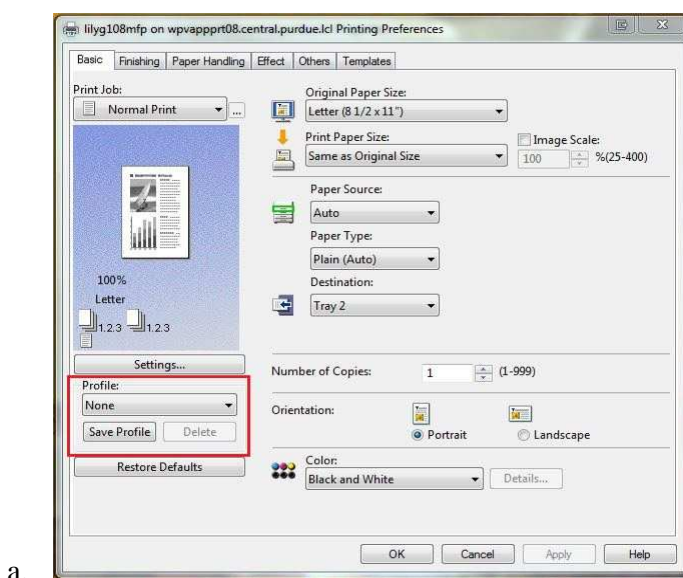 lilyg108mfp on wpvappprt08.central.purdue.lcl Printing Preferences
Basic Finishing Paper Handling Effect Others Templates
Print Job:
Normal Print ...
100%
Letter
1.2.3 1.2.3
Settings...
Profile:
None
Save Profile Delete
Restore Defaults
Original Paper Size:
Letter (8 1/2 x 11")
Print Paper Size:
Same as Original Size
Image Scale:
100 %(25-400)
Paper Source:
Auto
Paper Type:
Plain (Auto)
Destination:
Tray 2
Number of Copies: 1 (1-999)
Orientation:
Portrait Landscape
Color:
Black and White Details...
OK Cancel Apply Help
a